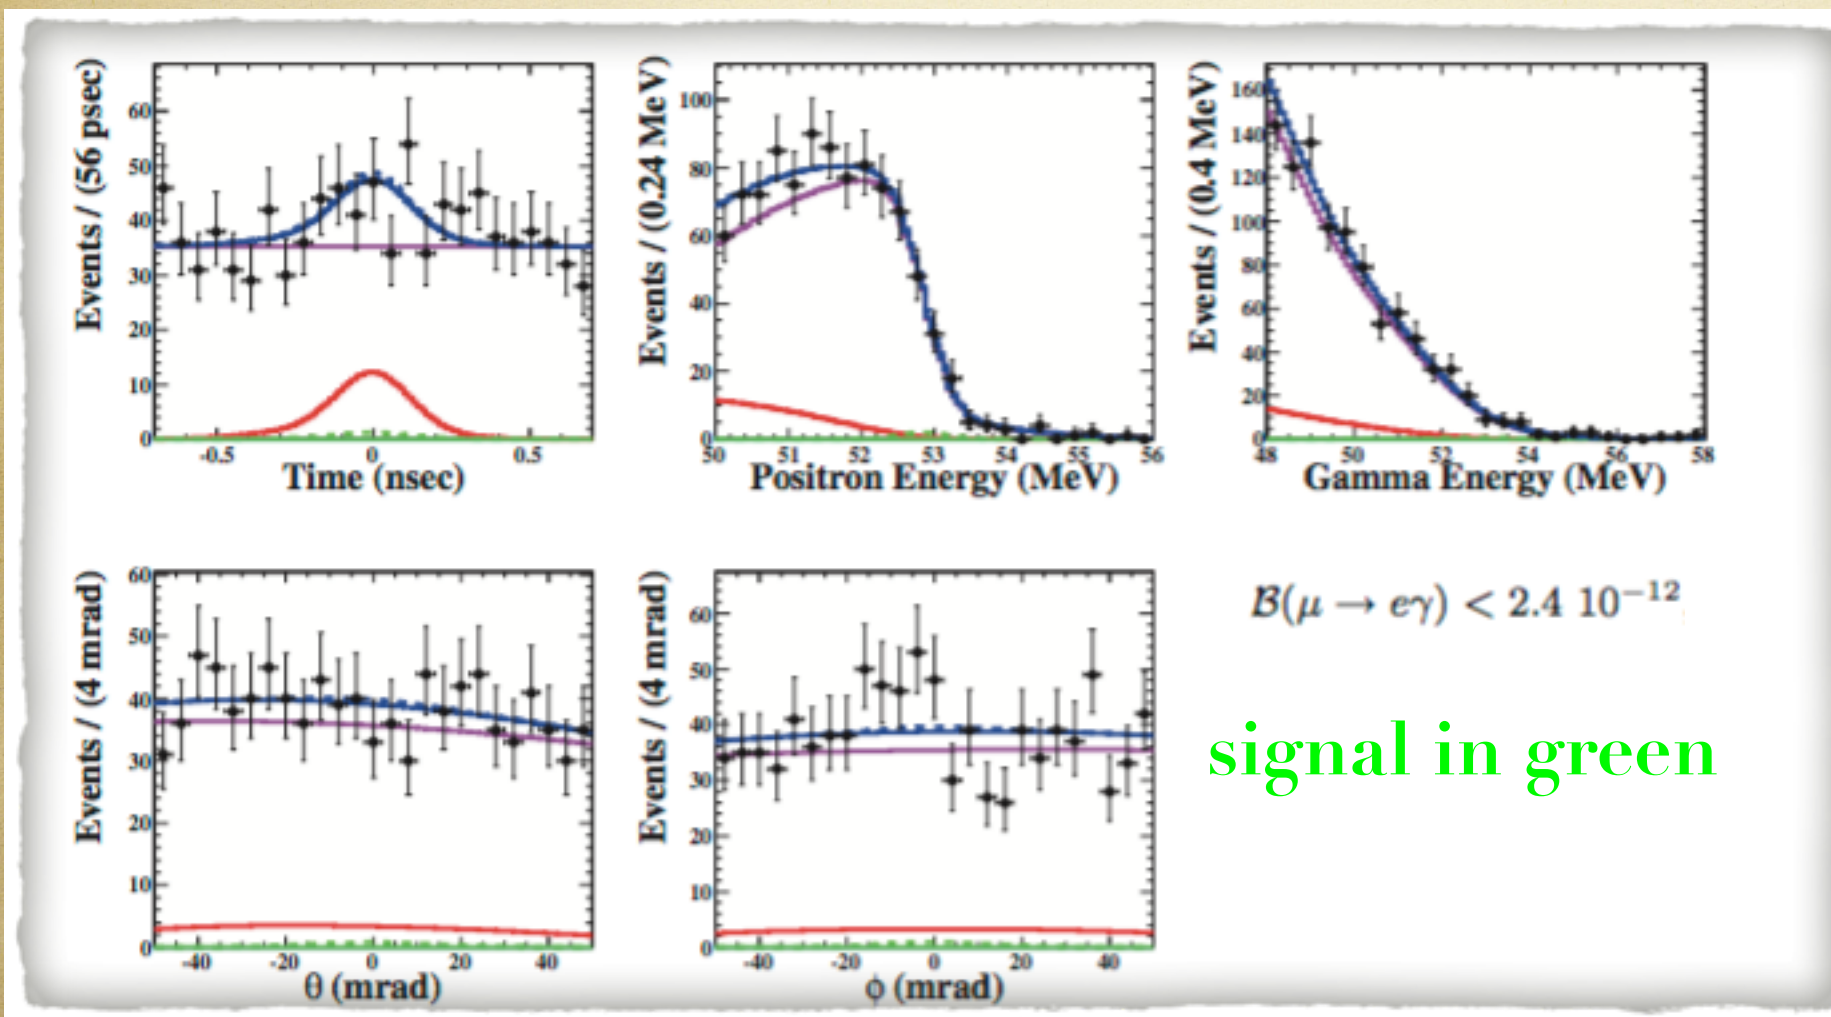 Events / (56 psec)
60
50
40
30
20
10
0
-0.5 0 0.5
Time (nsec)
Events / (0.24 MeV)
100
80
60
40
20
0
50 51 52 53 54 55 56
Positron Energy (MeV)
Events / (0.4 MeV)
160
140
120
100
80
60
40
20
0
48 50 52 54 56 58
Gamma Energy (MeV)
Events / (4 mrad)
60
50
40
30
20
10
0
-40 -20 0 20 40
θ (mrad)
Events / (4 mrad)
60
50
40
30
20
10
0
-40 -20 0 20 40
ϕ (mrad)
ℬ(μ → eγ) < 2.4 10⁻¹²
signal in green